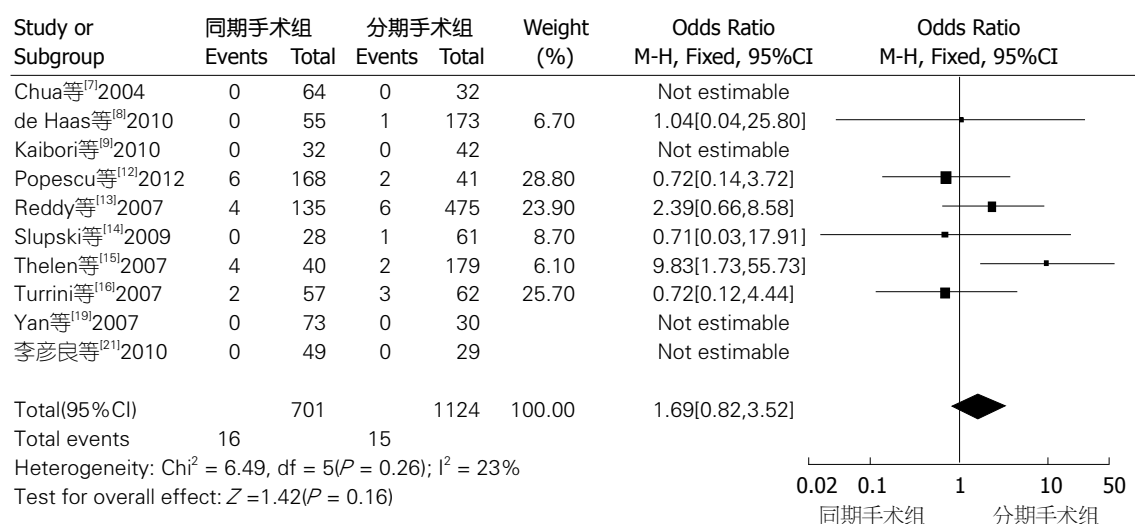 Study or 同期手术组 分期手术组 Weight Odds Ratio Odds Ratio
Subgroup Events Total Events Total (%) M-H, Fixed, 95%CI M-H, Fixed, 95%CI
Chua等[7]2004 0 64 0 32 Not estimable
de Haas等[8]2010 0 55 1 173 6.70 1.04[0.04,25.80]
Kaibori等[9]2010 0 32 0 42 Not estimable
Popescu等[12]2012 6 168 2 41 28.80 0.72[0.14,3.72]
Reddy等[13]2007 4 135 6 475 23.90 2.39[0.66,8.58]
Slupski等[14]2009 0 28 1 61 8.70 0.71[0.03,17.91]
Thelen等[15]2007 4 40 2 179 6.10 9.83[1.73,55.73]
Turrini等[16]2007 2 57 3 62 25.70 0.72[0.12,4.44]
Yan等[19]2007 0 73 0 30 Not estimable
李彦良等[21]2010 0 49 0 29 Not estimable
Total(95%CI) 701 1124 100.00 1.69[0.82,3.52]
Total events 16 15
Heterogeneity: Chi² = 6.49, df = 5(P = 0.26); I² = 23%
Test for overall effect: Z =1.42(P = 0.16)
0.02 0.1 1 10 50
同期手术组 分期手术组